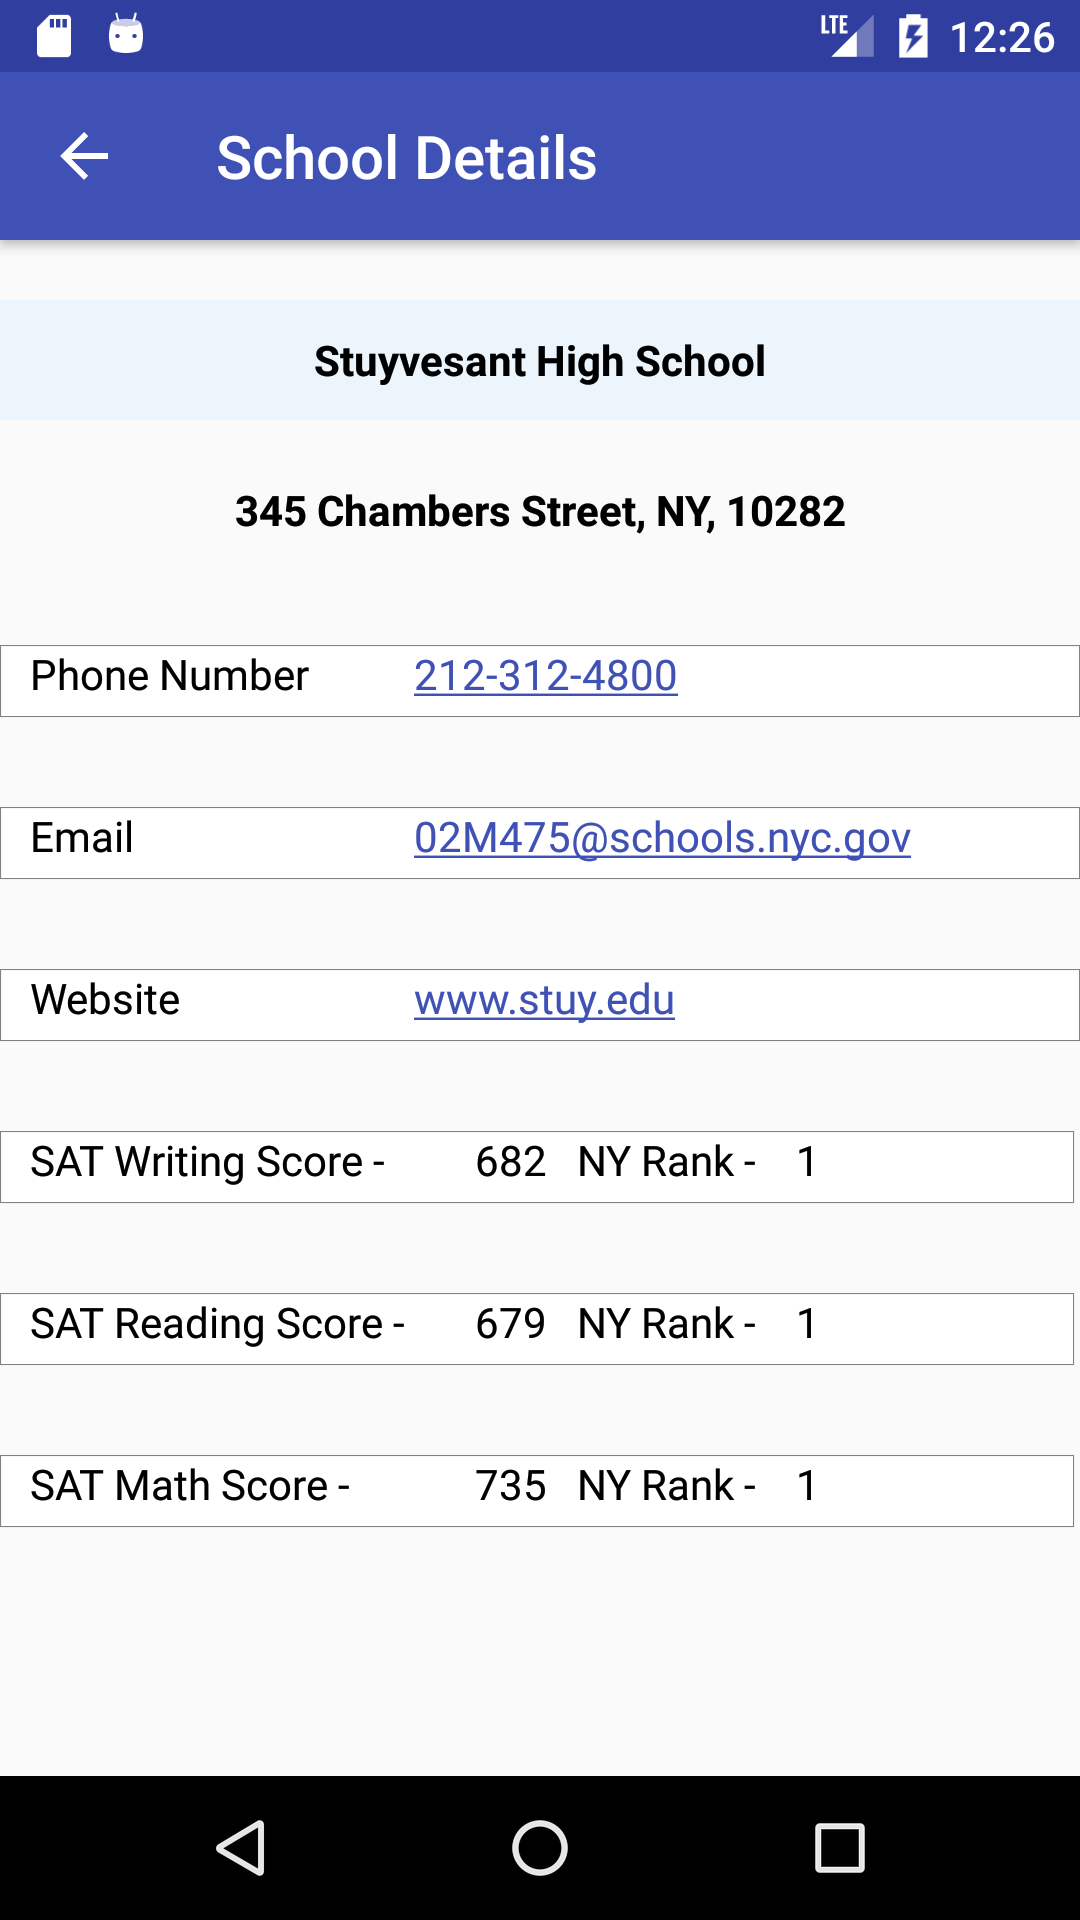 LTE 12:26
School Details
Stuyvesant High School
345 Chambers Street, NY, 10282
Phone Number 212-312-4800
Email 02M475@schools.nyc.gov
Website www.stuy.edu
SAT Writing Score - 682 NY Rank - 1
SAT Reading Score - 679 NY Rank - 1
SAT Math Score - 735 NY Rank - 1